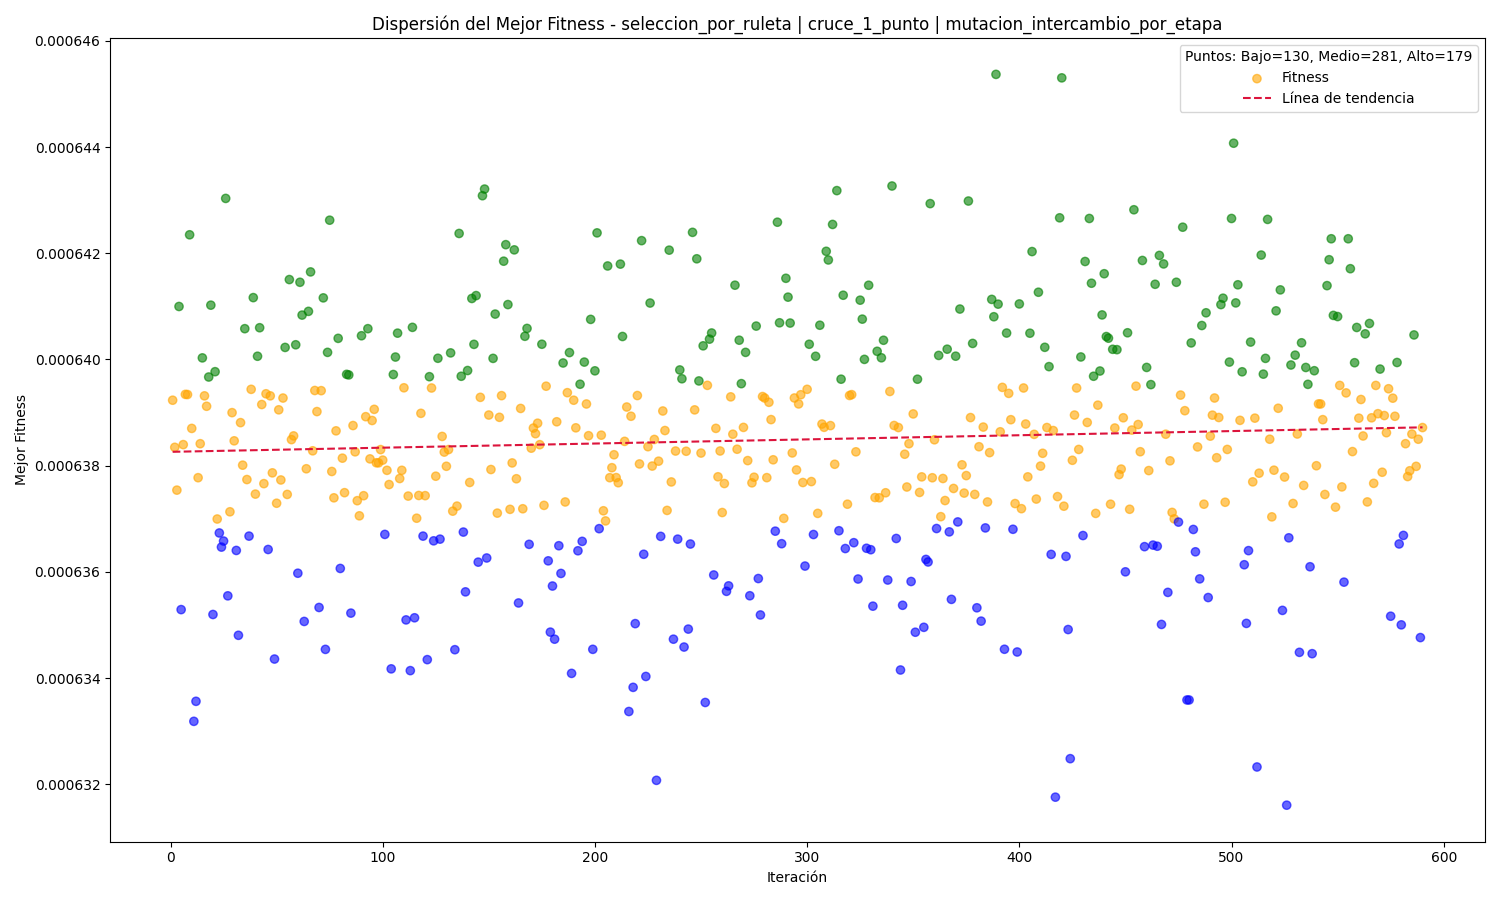 Dispersión del Mejor Fitness - seleccion_por_ruleta | cruce_1_punto | mutacion_intercambio_por_etapa
Puntos: Bajo=130, Medio=281, Alto=179
Fitness
Línea de tendencia
Mejor Fitness
0.000646
0.000644
0.000642
0.000640
0.000638
0.000636
0.000634
0.000632
0
100
200
300
400
500
600
Iteración